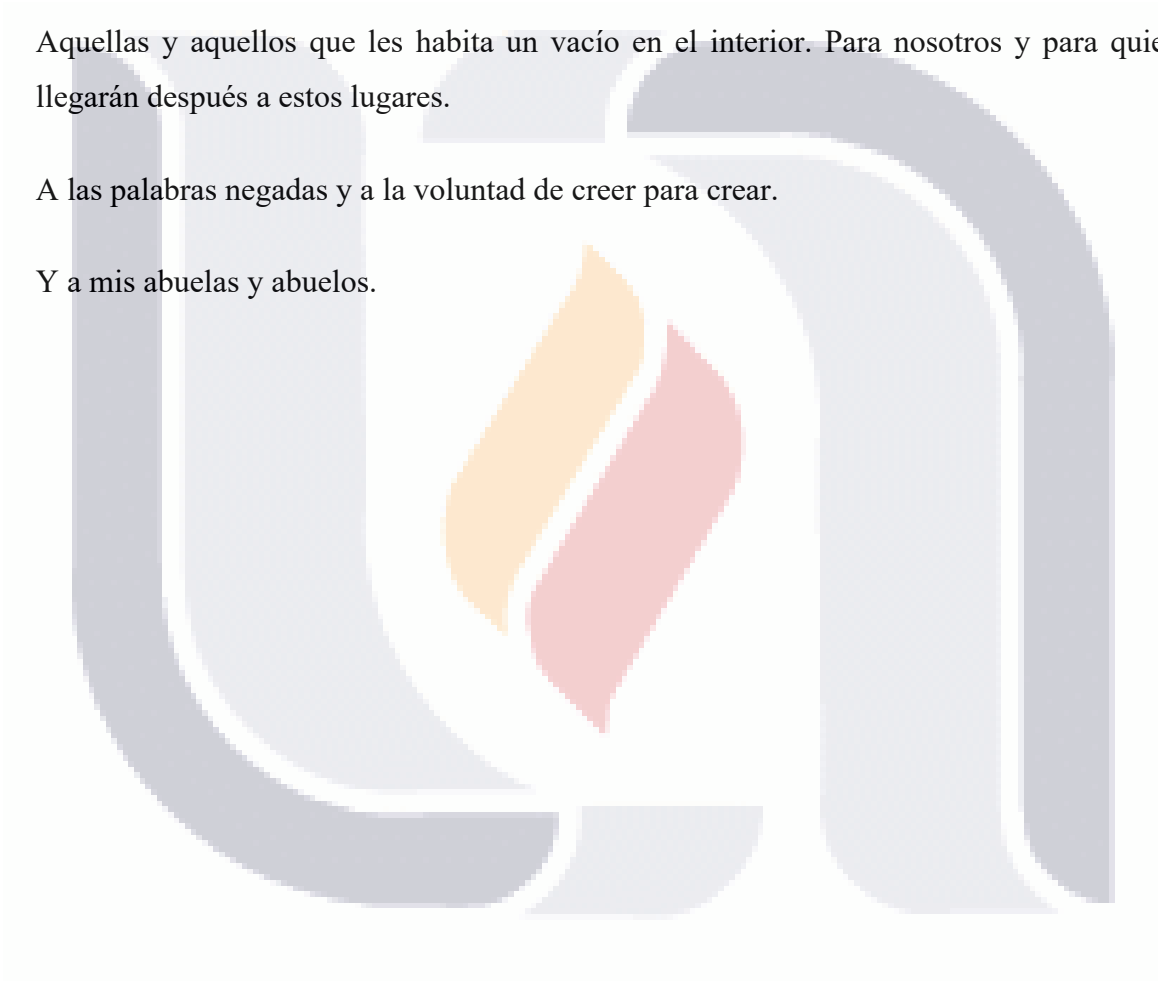 Aquellas y aquellos que les habita un vacío en el interior. Para nosotros y para
llegarán después a estos lugares.
A las palabras negadas y a la voluntad de creer para crear.
Y a mis abuelas y abuelos.